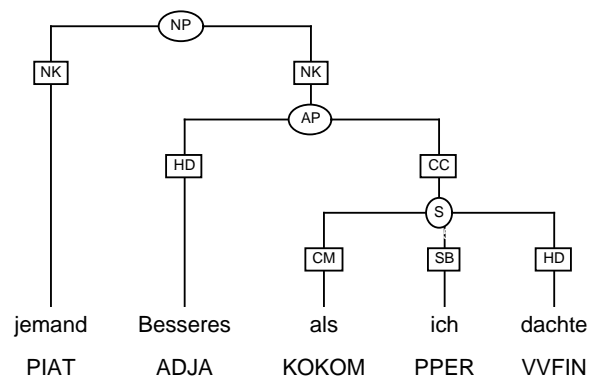 NP
NK NK
AP
HD CC
S
CM SB HD
jemand Besseres als ich dachte
PIAT ADJA KOKOM PPER VVFIN